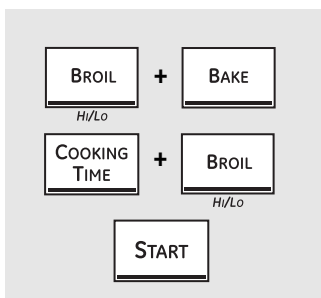 BROIL + BAKE
HI/LO
COOKING
TIME + BROIL
HI/LO
START